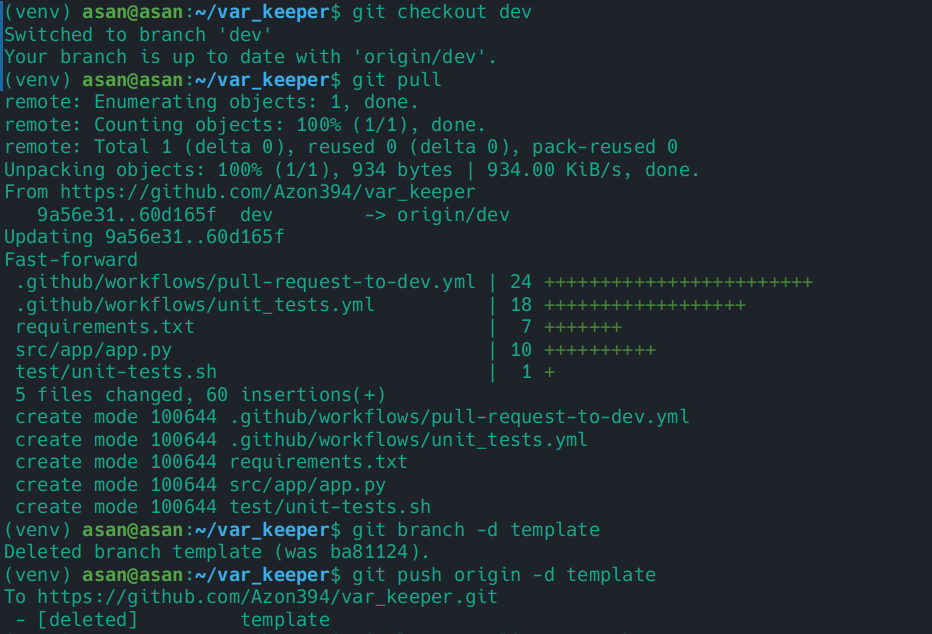 (venv) asan@asan:~/var_keeper$ git checkout dev
Switched to branch 'dev'
Your branch is up to date with 'origin/dev'.
(venv) asan@asan:~/var_keeper$ git pull
remote: Enumerating objects: 1, done.
remote: Counting objects: 100% (1/1), done.
remote: Total 1 (delta 0), reused 0 (delta 0), pack-reused 0
Unpacking objects: 100% (1/1), 934 bytes | 934.00 KiB/s, done.
From https://github.com/Azon394/var_keeper
   9a56e31..60d165f  dev        -> origin/dev
Updating 9a56e31..60d165f
Fast-forward
 .github/workflows/pull-request-to-dev.yml | 24 ++++++++++++++++++++++++
 .github/workflows/unit_tests.yml          | 18 ++++++++++++++++++
 requirements.txt                          |  7 +++++++
 src/app/app.py                            | 10 ++++++++++
 test/unit-tests.sh                        |  1 +
 5 files changed, 60 insertions(+)
 create mode 100644 .github/workflows/pull-request-to-dev.yml
 create mode 100644 .github/workflows/unit_tests.yml
 create mode 100644 requirements.txt
 create mode 100644 src/app/app.py
 create mode 100644 test/unit-tests.sh
(venv) asan@asan:~/var_keeper$ git branch -d template
Deleted branch template (was ba81124).
(venv) asan@asan:~/var_keeper$ git push origin -d template
To https://github.com/Azon394/var_keeper.git
 - [deleted]         template